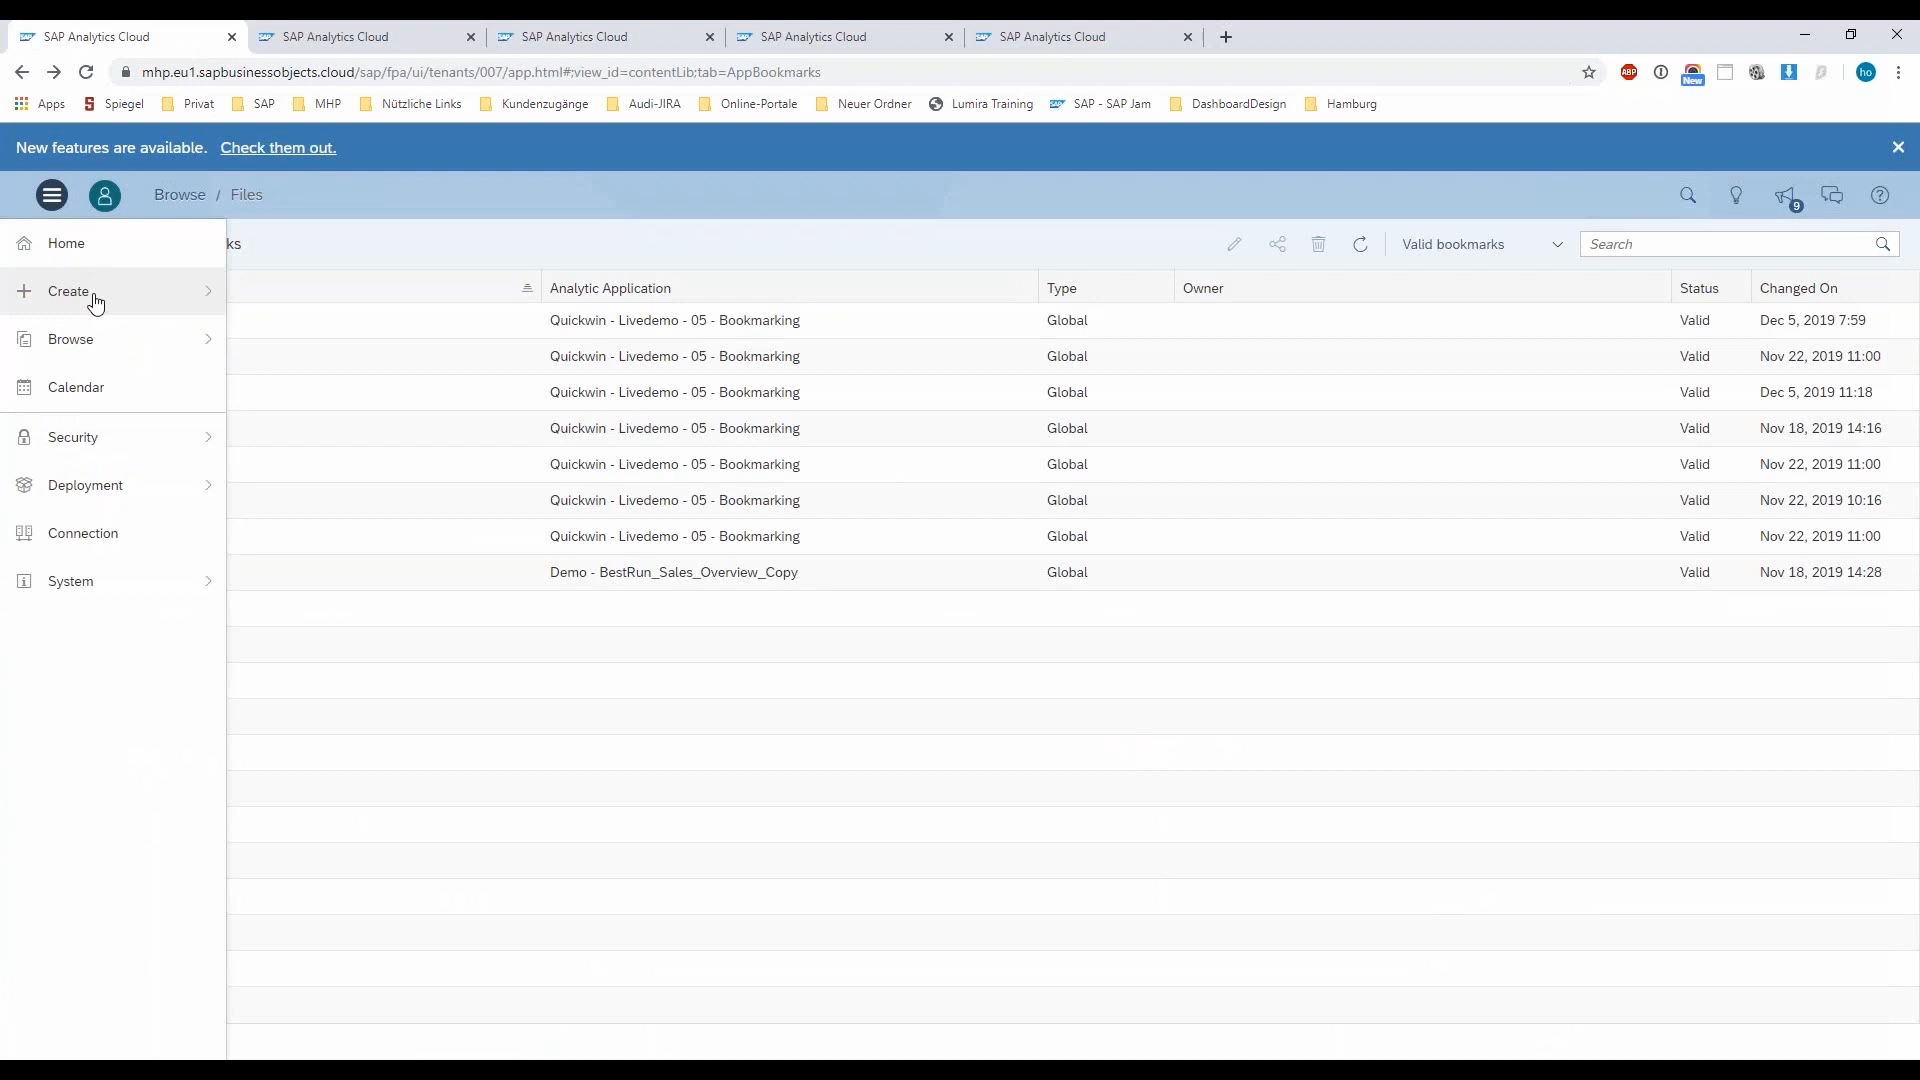 SAP Analytics Cloud SAP Analytics Cloud SAP Analytics Cloud SAP Analytics Cloud SAP Analytics Cloud
mhp.eu1.sapbusinessobjects.cloud/sap/fpa/ui/tenants/007/app.html#;view_id=contentLib;tab=AppBookmarks ABP New ho
Apps Spiegel Privat SAP MHP Nützliche Links Kundenzugänge Audi-JIRA Online-Portale Neuer Ordner Lumira Training SAP - SAP Jam DashboardDesign Hamburg
New features are available. Check them out.
Browse / Files 9
Home ks Valid bookmarks Search
Create Analytic Application Type Owner Status Changed On
Quickwin - Livedemo - 05 - Bookmarking Global Valid Dec 5, 2019 7:59
Browse
Quickwin - Livedemo - 05 - Bookmarking Global Valid Nov 22, 2019 11:00
Calendar Quickwin - Livedemo - 05 - Bookmarking Global Valid Dec 5, 2019 11:18
Security Quickwin - Livedemo - 05 - Bookmarking Global Valid Nov 18, 2019 14:16
Quickwin - Livedemo - 05 - Bookmarking Global Valid Nov 22, 2019 11:00
Deployment
Quickwin - Livedemo - 05 - Bookmarking Global Valid Nov 22, 2019 10:16
Connection Quickwin - Livedemo - 05 - Bookmarking Global Valid Nov 22, 2019 11:00
System Demo - BestRun_Sales_Overview_Copy Global Valid Nov 18, 2019 14:28